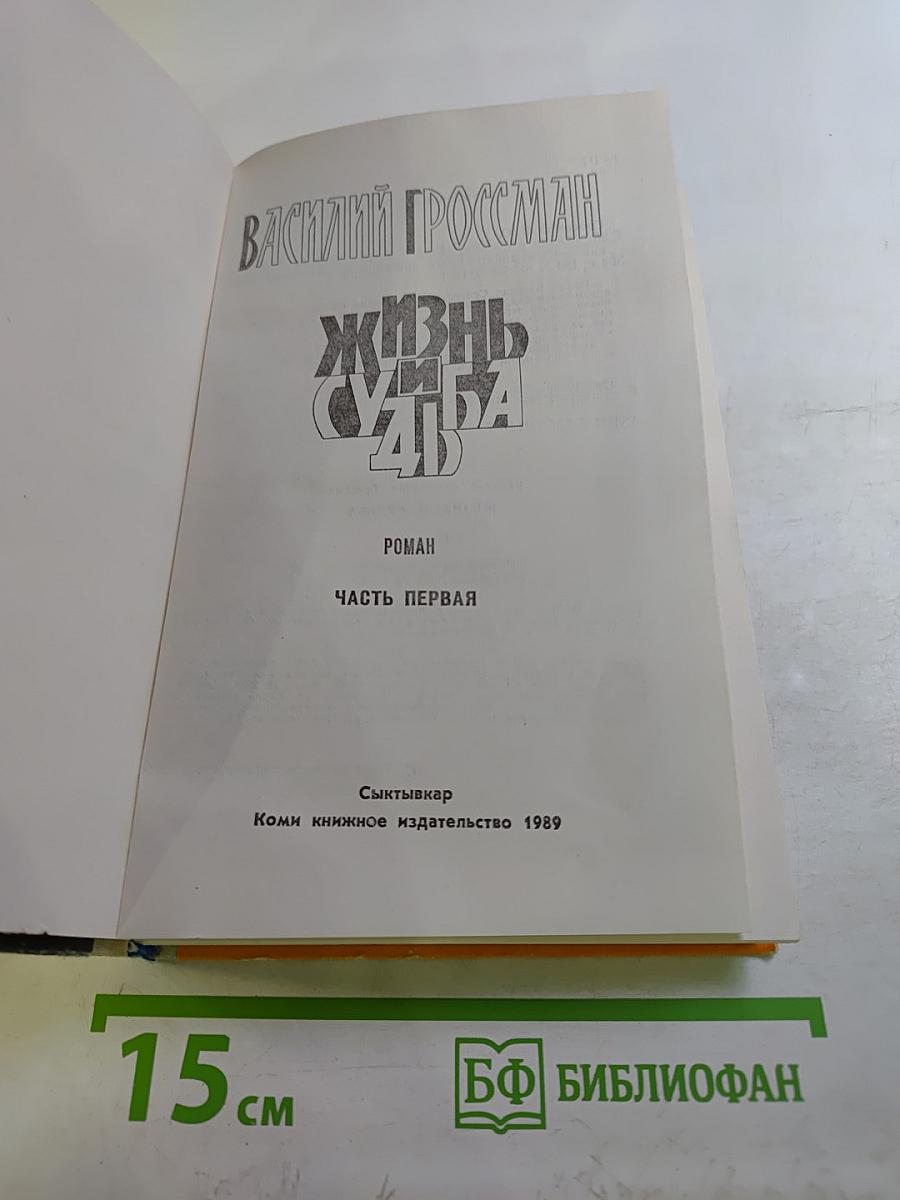 ВАСИЛИЙ ГРОССМАН
ЖИЗНЬ
И
СУДЬБА
РОМАН
ЧАСТЬ ПЕРВАЯ
Сыктывкар
Коми книжное издательство 1989
15 см
БФ БИБЛИОФАН